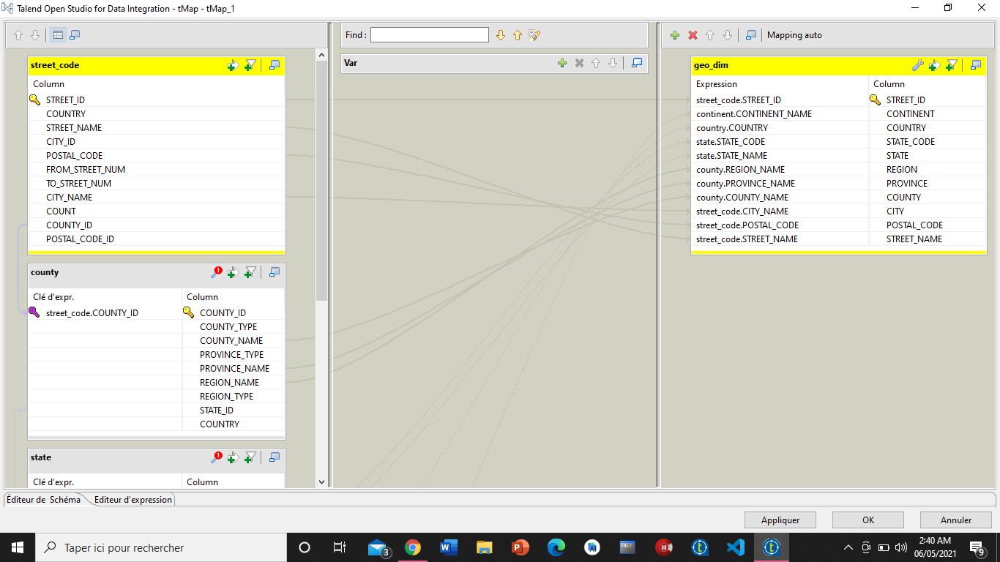 Talend Open Studio for Data Integration - tMap - tMap_1
Find :
Mapping auto
street_code
Column
STREET_ID
COUNTRY
STREET_NAME
CITY_ID
POSTAL_CODE
FROM_STREET_NUM
TO_STREET_NUM
CITY_NAME
COUNT
COUNTY_ID
POSTAL_CODE_ID
county
1
Clé d'expr. Column
street_code.COUNTY_ID COUNTY_ID
COUNTY_TYPE
COUNTY_NAME
PROVINCE_TYPE
PROVINCE_NAME
REGION_NAME
REGION_TYPE
STATE_ID
COUNTRY
state
1
Clé d'expr. Column
Var
geo_dim
Expression Column
street_code.STREET_ID STREET_ID
continent.CONTINENT_NAME CONTINENT
country.COUNTRY COUNTRY
state.STATE_CODE STATE_CODE
state.STATE_NAME STATE
county.REGION_NAME REGION
county.PROVINCE_NAME PROVINCE
county.COUNTY_NAME COUNTY
street_code.CITY_NAME CITY
street_code.POSTAL_CODE POSTAL_CODE
street_code.STREET_NAME STREET_NAME
Éditeur de Schéma Editeur d'expression
Appliquer OK Annuler
Taper ici pour rechercher
3
2:40 AM
06/05/2021
9